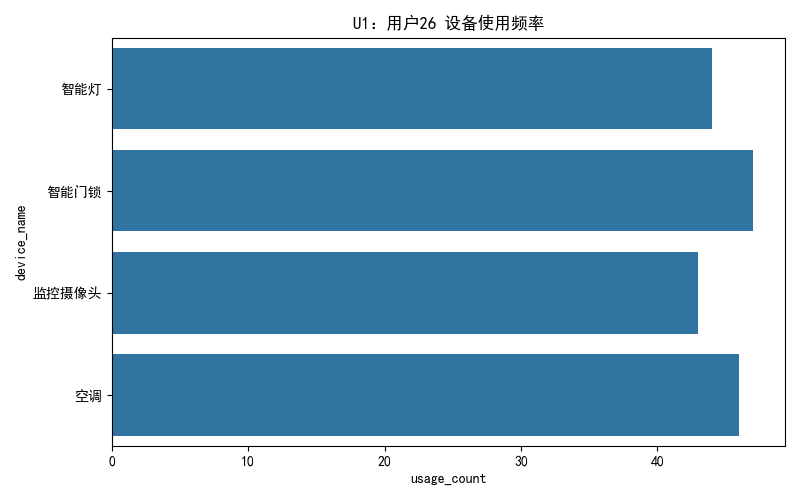 U1：用户26 设备使用频率
device_name
智能灯
智能门锁
监控摄像头
空调
0 10 20 30 40
usage_count